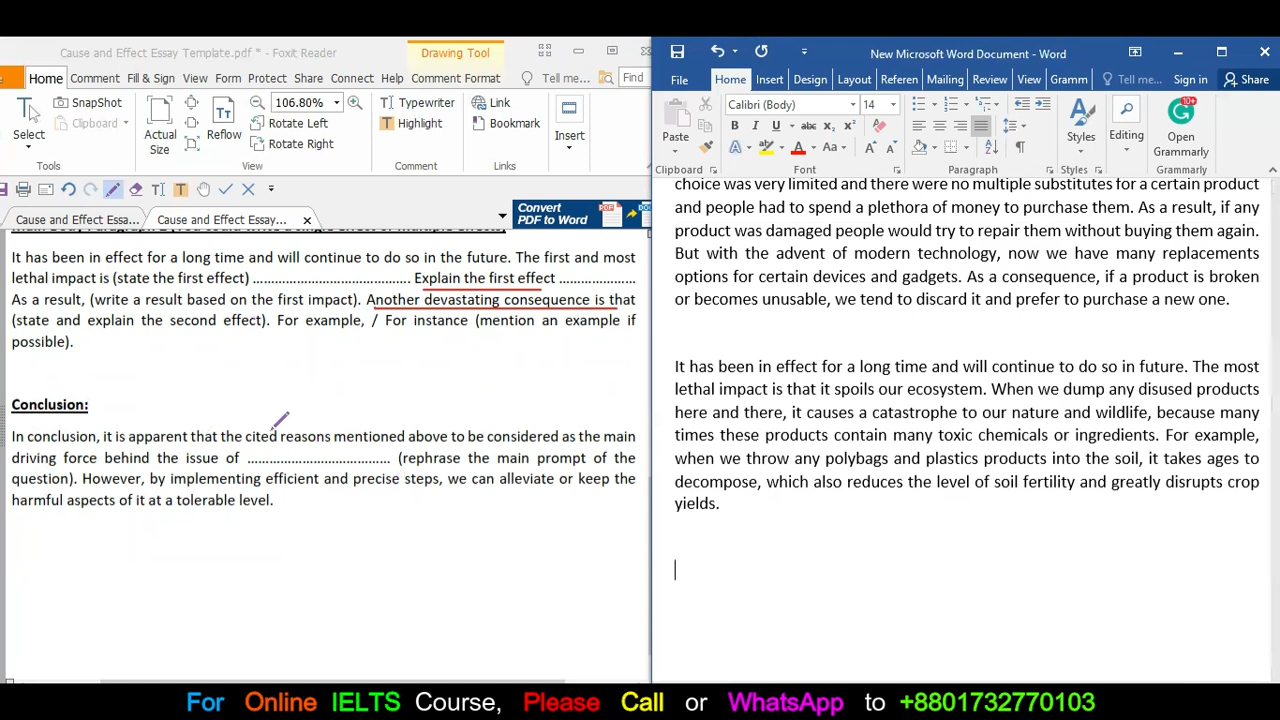 Cause and Effect Essay Template.pdf * - Foxit Reader
Drawing Tool
Home Comment Fill & Sign View Form Protect Share Connect Help Comment Format Tell me... Find
Select
SnapShot
Clipboard
Actual Size
Reflow
106.80%
Rotate Left
Rotate Right
Typewriter
Highlight
Link
Bookmark
Insert
Tools View Comment Links
Cause and Effect Essa... Cause and Effect Essay...
Convert
PDF to Word
Main Body Paragraph 2 (You could write a single effect or multiple effects)
It has been in effect for a long time and will continue to do so in the future. The first and most
lethal impact is (state the first effect) ………………………………. Explain the first effect …………………
As a result, (write a result based on the first impact). Another devastating consequence is that
(state and explain the second effect). For example, / For instance (mention an example if
possible).
Conclusion:
In conclusion, it is apparent that the cited reasons mentioned above to be considered as the main
driving force behind the issue of ………………………………… (rephrase the main prompt of the
question). However, by implementing efficient and precise steps, we can alleviate or keep the
harmful aspects of it at a tolerable level.
New Microsoft Word Document - Word
File Home Insert Design Layout Referen Mailing Review View Gramm Tell me... Sign in Share
Paste
Calibri (Body) 14
B I U abc x₂ x²
A Aa A A
Styles
Editing
10+
Open
Grammarly
Clipboard Font Paragraph Styles Grammarly
choice was very limited and there were no multiple substitutes for a certain product
and people had to spend a plethora of money to purchase them. As a result, if any
product was damaged people would try to repair them without buying them again.
But with the advent of modern technology, now we have many replacements
options for certain devices and gadgets. As a consequence, if a product is broken
or becomes unusable, we tend to discard it and prefer to purchase a new one.
It has been in effect for a long time and will continue to do so in future. The most
lethal impact is that it spoils our ecosystem. When we dump any disused products
here and there, it causes a catastrophe to our nature and wildlife, because many
times these products contain many toxic chemicals or ingredients. For example,
when we throw any polybags and plastics products into the soil, it takes ages to
decompose, which also reduces the level of soil fertility and greatly disrupts crop
yields.
For Online IELTS Course, Please Call or WhatsApp to +8801732770103